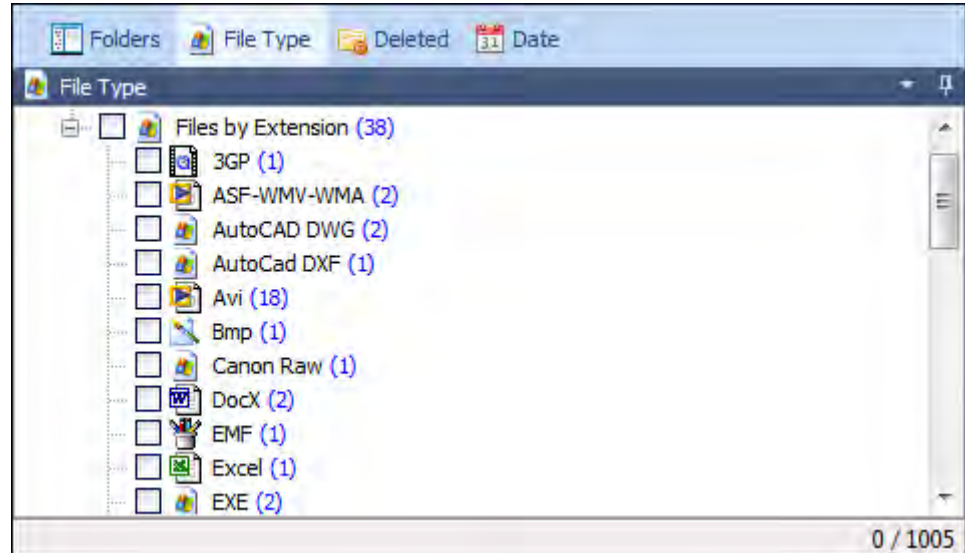 Folders File Type Deleted 31 Date
File Type
Files by Extension (38)
3GP (1)
ASF-WMV-WMA (2)
AutoCAD DWG (2)
AutoCad DXF (1)
Avi (18)
Bmp (1)
Canon Raw (1)
DocX (2)
EMF (1)
Excel (1)
EXE (2)
0 / 1005